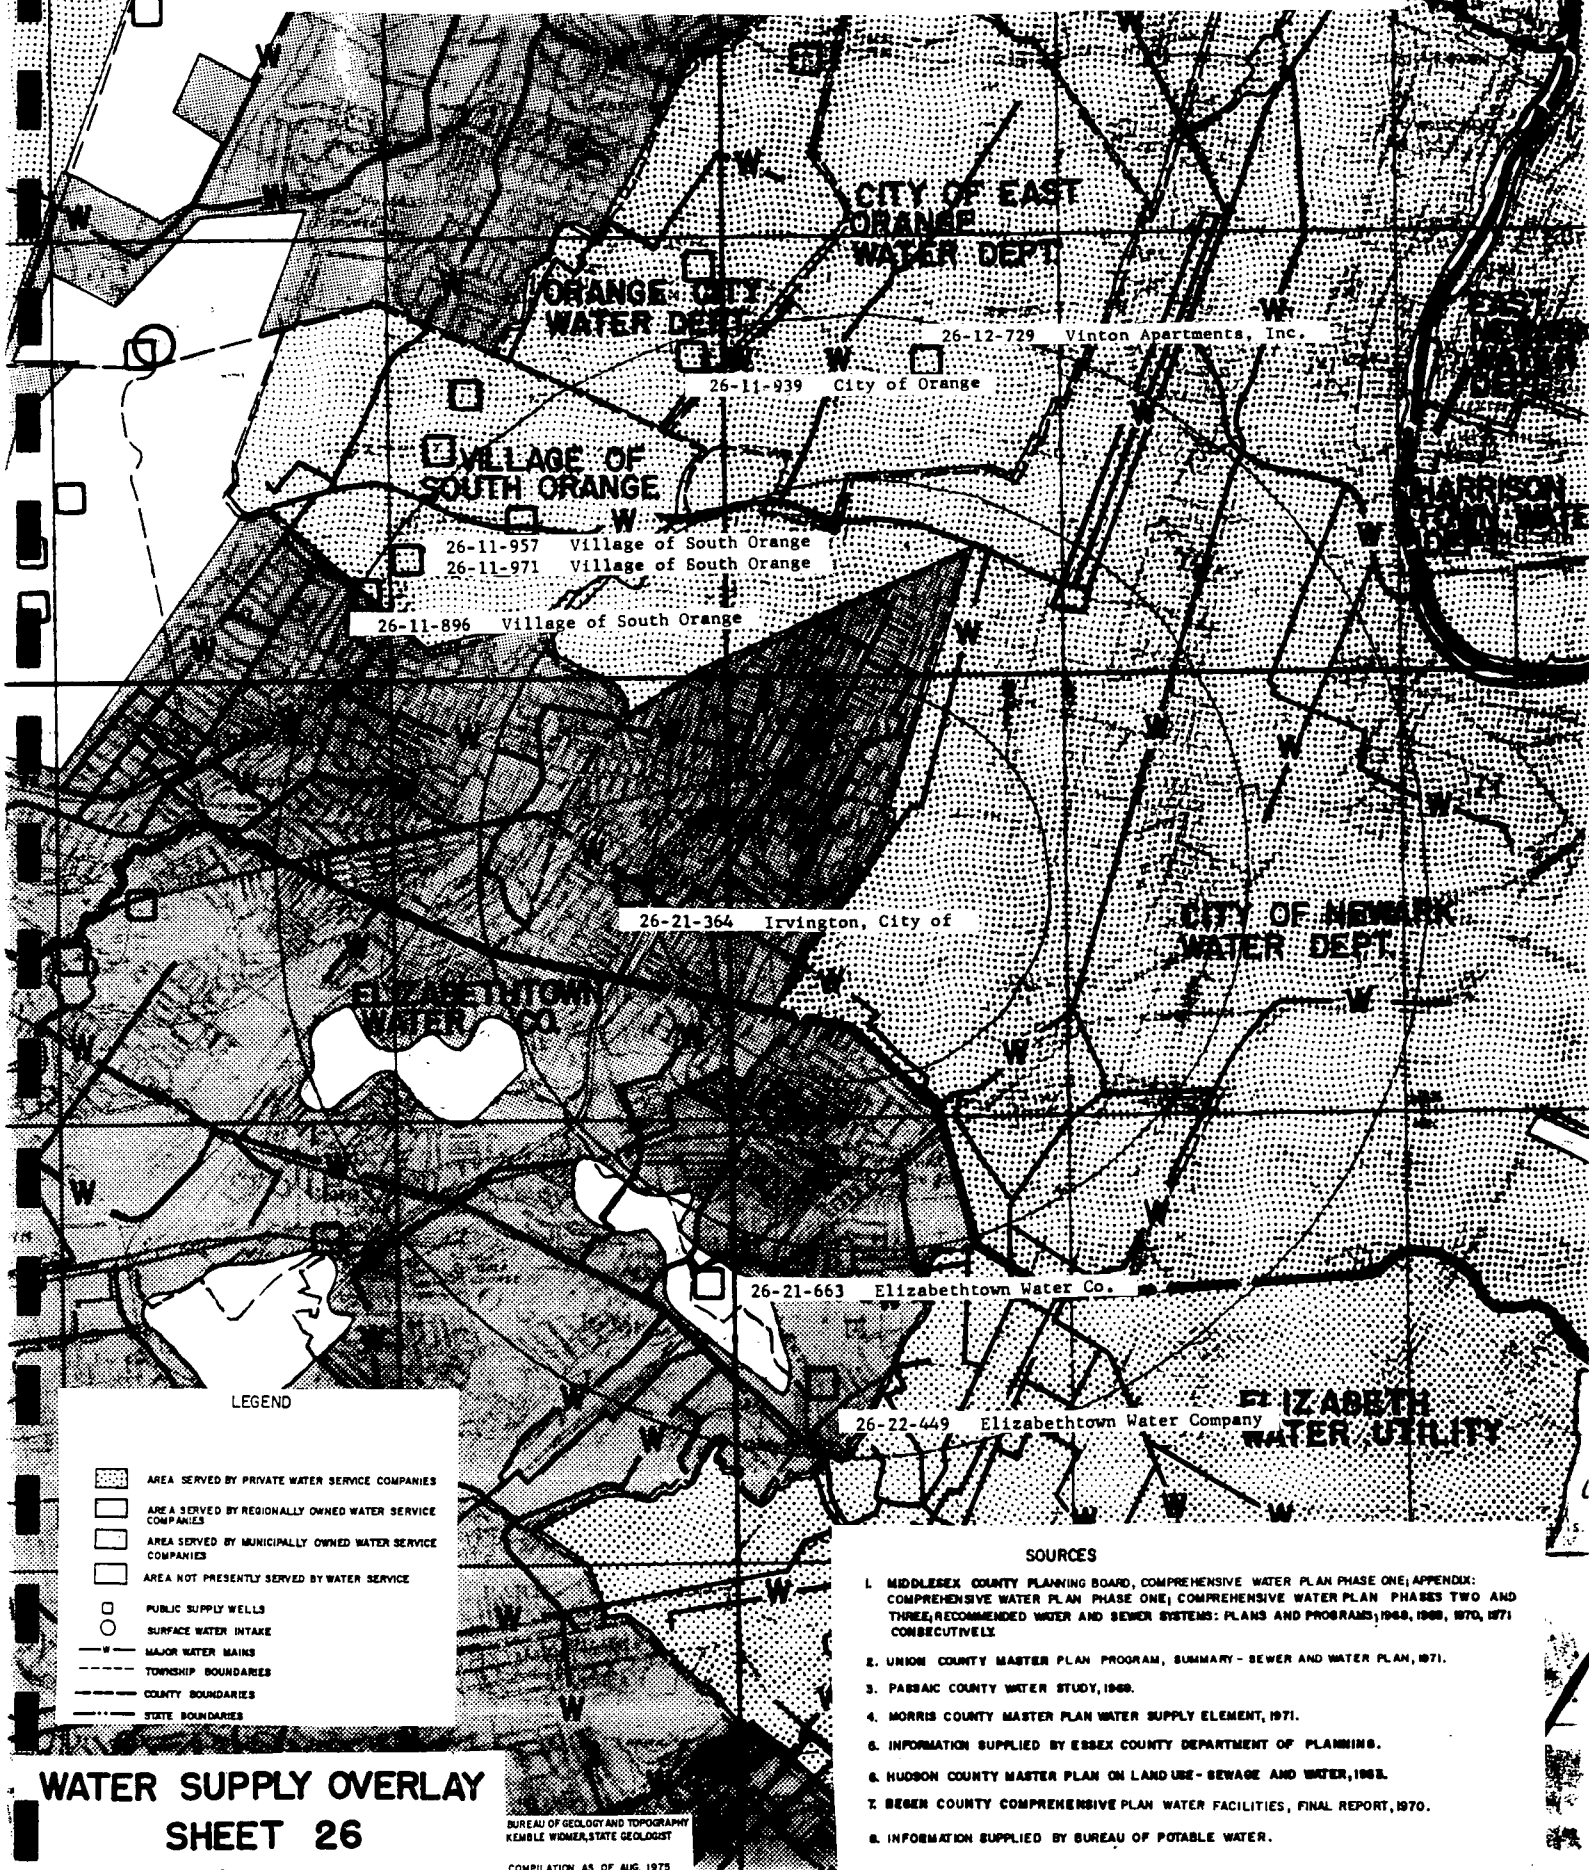 CITY OF EAST
ORANGE
WATER DEPT.
ORANGE CITY
WATER DEPT.
26-12-729 Vinton Apartments, Inc.
EAST
NEWARK
WATER
DEPT.
26-11-939 City of Orange
VILLAGE OF
SOUTH ORANGE
HARRISON
TOWN WATE
DEPT.
26-11-957 Village of South Orange
26-11-971 Village of South Orange
26-11-896 Village of South Orange
26-21-364 Irvington, City of
CITY OF NEWARK
WATER DEPT.
ELIZABETHTOWN
WATER CO.
26-21-663 Elizabethtown Water Co.
26-22-449 Elizabethtown Water Company
ELIZABETH
WATER UTILITY
LEGEND
AREA SERVED BY PRIVATE WATER SERVICE COMPANIES
AREA SERVED BY REGIONALLY OWNED WATER SERVICE
COMPANIES
AREA SERVED BY MUNICIPALLY OWNED WATER SERVICE
COMPANIES
AREA NOT PRESENTLY SERVED BY WATER SERVICE
PUBLIC SUPPLY WELLS
SURFACE WATER INTAKE
W MAJOR WATER MAINS
TOWNSHIP BOUNDARIES
COUNTY BOUNDARIES
STATE BOUNDARIES
SOURCES
1. MIDDLESEX COUNTY PLANNING BOARD, COMPREHENSIVE WATER PLAN PHASE ONE; APPENDIX:
COMPREHENSIVE WATER PLAN PHASE ONE; COMPREHENSIVE WATER PLAN PHASES TWO AND
THREE; RECOMMENDED WATER AND SEWER SYSTEMS: PLANS AND PROGRAMS; 1968, 1969, 1970, 1971
CONSECUTIVELY.
2. UNION COUNTY MASTER PLAN PROGRAM, SUMMARY - SEWER AND WATER PLAN, 1971.
3. PASSAIC COUNTY WATER STUDY, 1969.
4. MORRIS COUNTY MASTER PLAN WATER SUPPLY ELEMENT, 1971.
5. INFORMATION SUPPLIED BY ESSEX COUNTY DEPARTMENT OF PLANNING.
6. HUDSON COUNTY MASTER PLAN ON LAND USE - SEWAGE AND WATER,
7. BEGEN COUNTY COMPREHENSIVE PLAN WATER FACILITIES, FINAL REPORT, 1970.
8. INFORMATION SUPPLIED BY BUREAU OF POTABLE WATER.
WATER SUPPLY OVERLAY
SHEET 26
BUREAU OF GEOLOGY AND TOPOGRAPHY
KEMBLE WIDMER, STATE GEOLOGIST
COMPILATION AS OF AUG. 1975